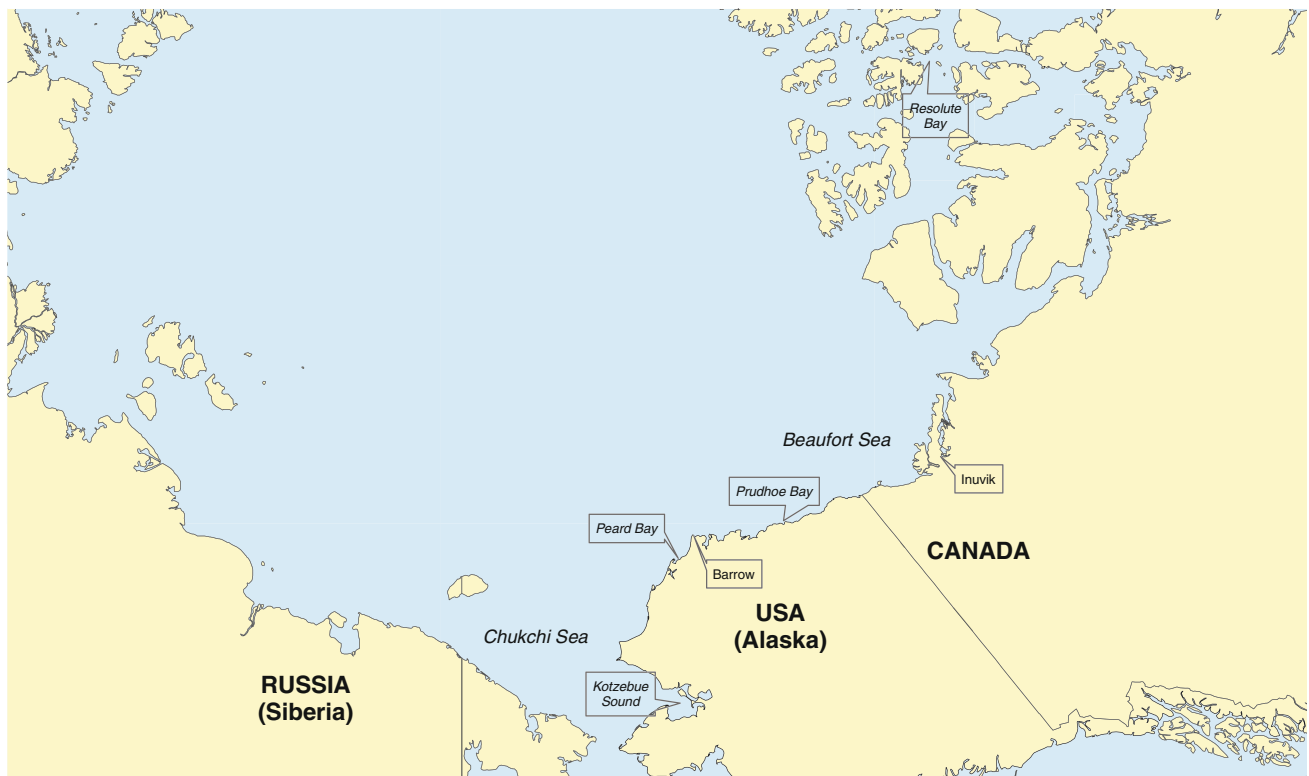 Resolute
Bay
Beaufort Sea
Inuvik
Prudhoe Bay
Peard Bay
CANADA
Barrow
USA
(Alaska)
Chukchi Sea
RUSSIA
(Siberia)
Kotzebue
Sound